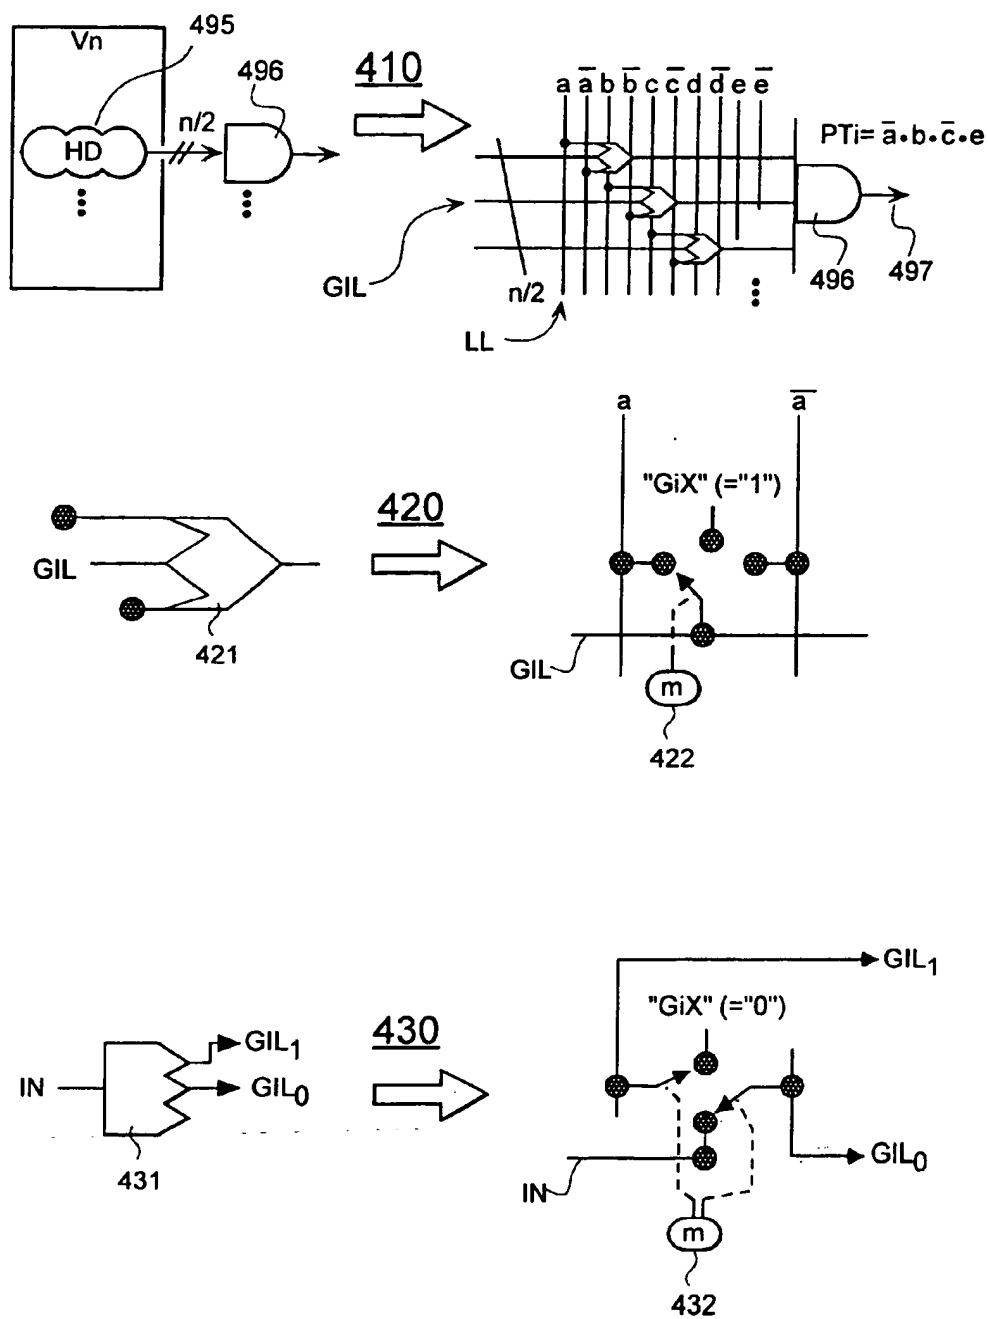 Vn
495
496
HD
n/2
410
a a̅ b b̅ c c̅ d d̅ e e̅
PTi= a̅•b•c̅•e
GIL
n/2
LL
496
497
GIL
421
420
a
a̅
"GiX" (="1")
GIL
m
422
IN
GIL1
GIL0
431
430
GIL1
"GiX" (="0")
GIL0
IN
m
432